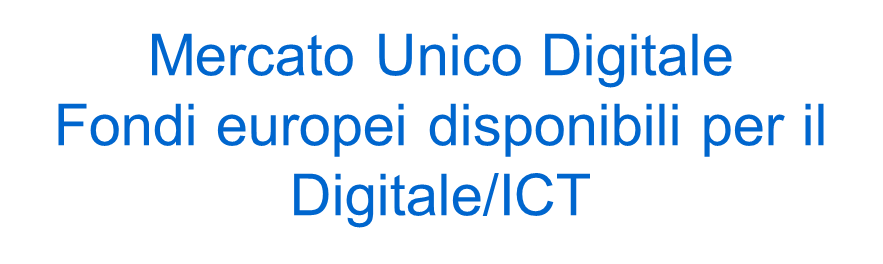 Mercato Unico Digitale
Fondi europei disponibili per il
Digitale/ICT